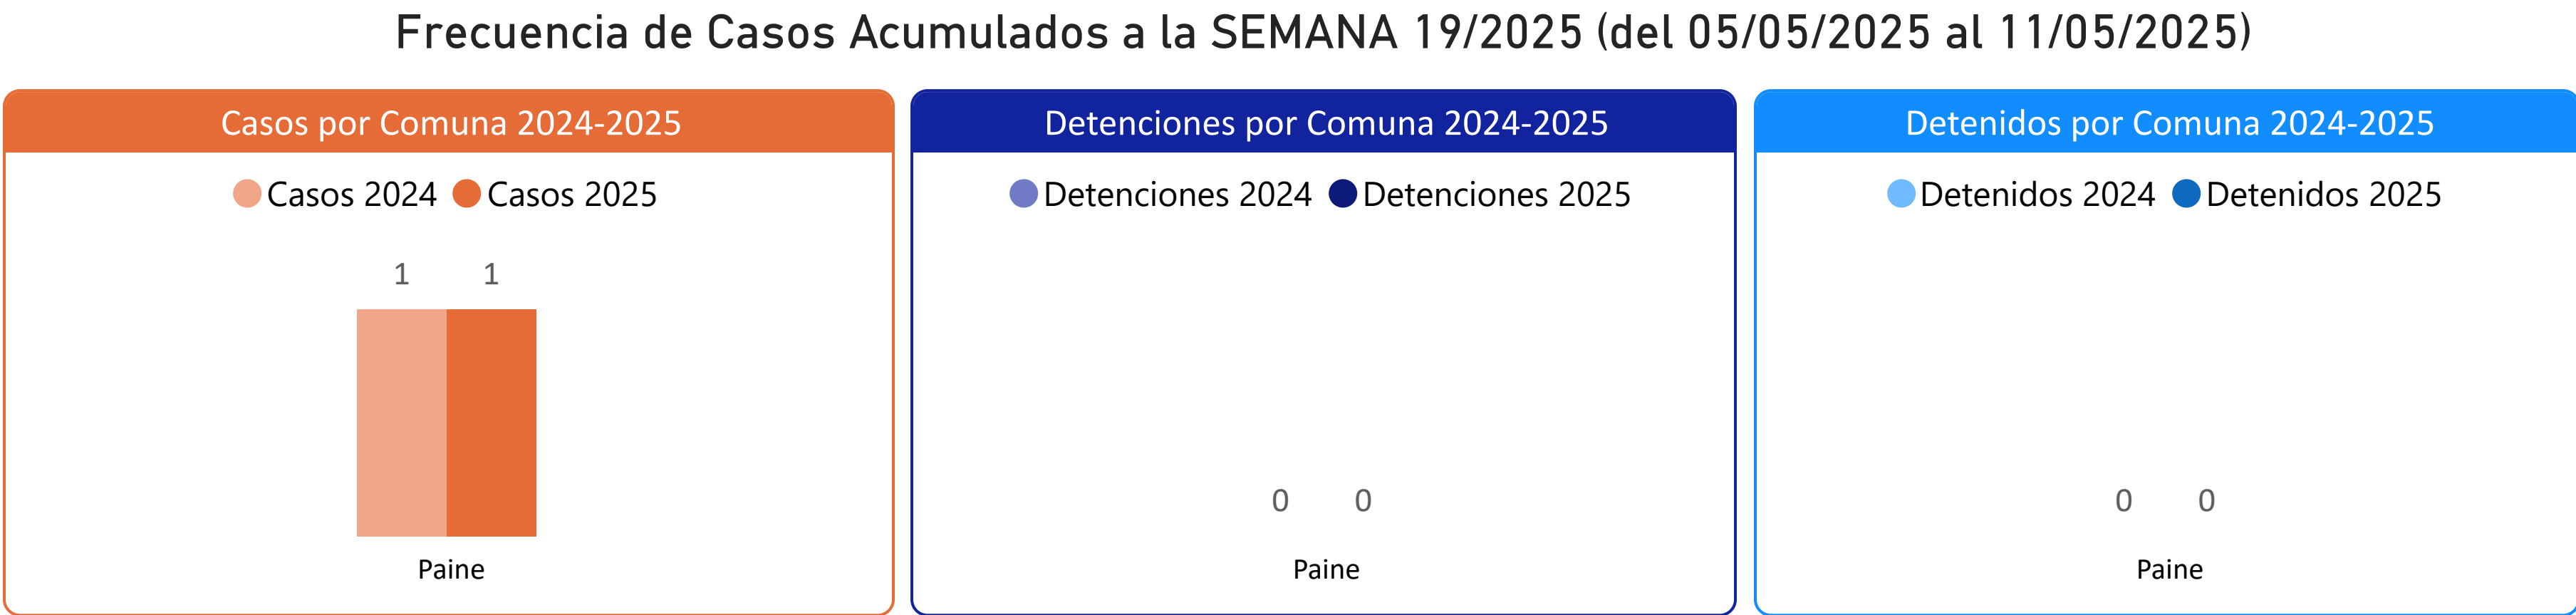 Frecuencia de Casos Acumulados a la SEMANA 19/2025 (del 05/05/2025 al 11/05/2025)
Casos por Comuna 2024-2025
Casos 2024 Casos 2025
1 1
Paine
Detenciones por Comuna 2024-2025
Detenciones 2024 Detenciones 2025
0 0
Paine
Detenidos por Comuna 2024-2025
Detenidos 2024 Detenidos 2025
0 0
Paine